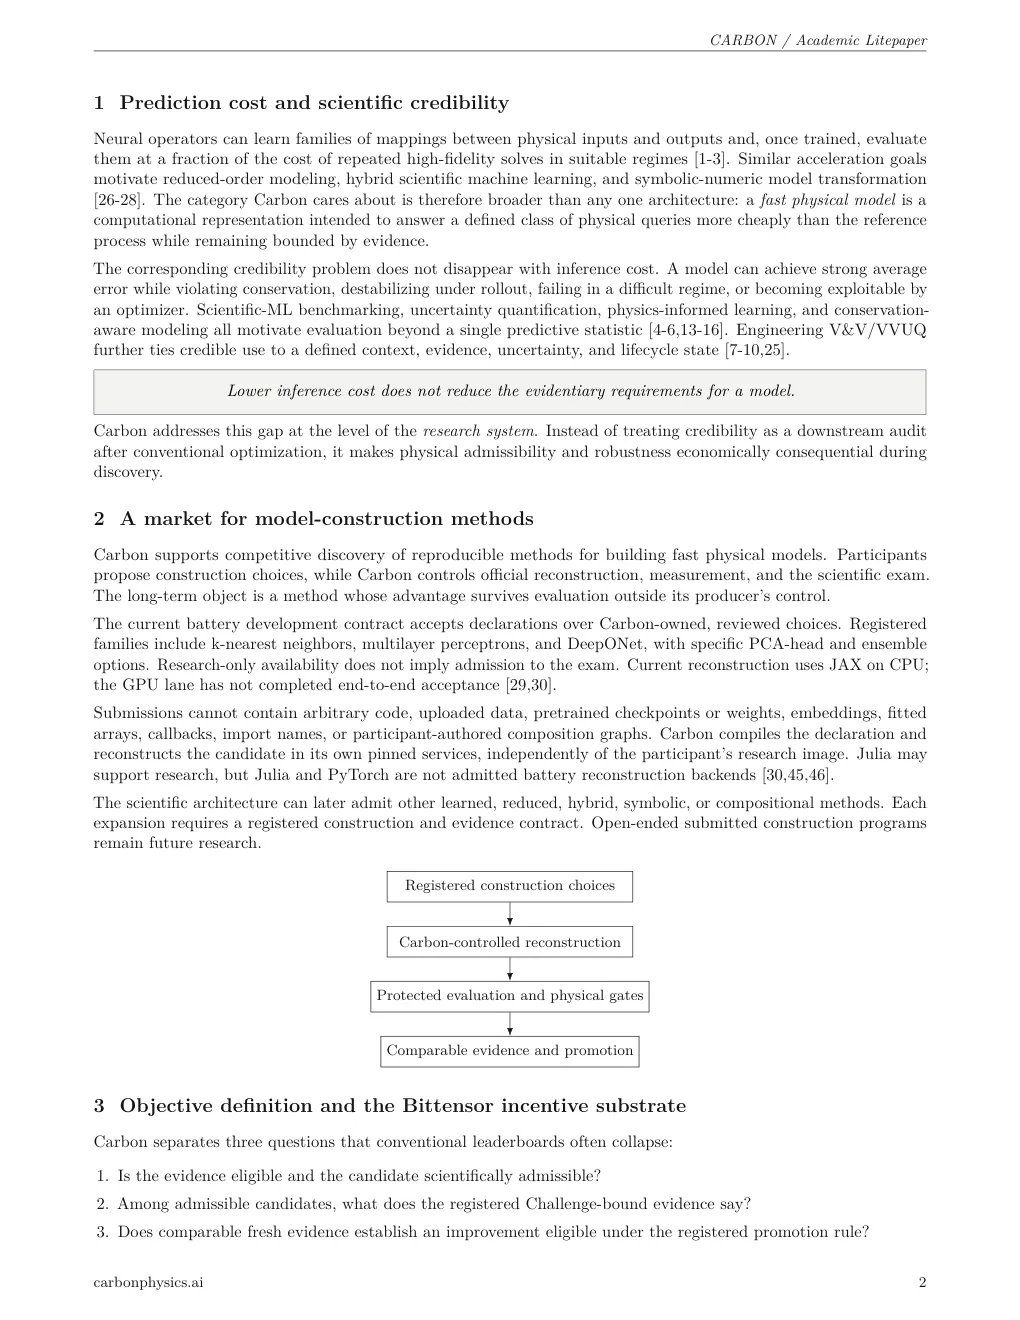 CARBON / Academic Litepaper
1 Prediction cost and scientific credibility
Neural operators can learn families of mappings between physical inputs and outputs and, once trained, evaluate
them at a fraction of the cost of repeated high-fidelity solves in suitable regimes [1-3]. Similar acceleration goals
motivate reduced-order modeling, hybrid scientific machine learning, and symbolic-numeric model transformation
[26-28]. The category Carbon cares about is therefore broader than any one architecture: a fast physical model is a
computational representation intended to answer a defined class of physical queries more cheaply than the reference
process while remaining bounded by evidence.
The corresponding credibility problem does not disappear with inference cost. A model can achieve strong average
error while violating conservation, destabilizing under rollout, failing in a difficult regime, or becoming exploitable by
an optimizer. Scientific-ML benchmarking, uncertainty quantification, physics-informed learning, and conservation-
aware modeling all motivate evaluation beyond a single predictive statistic [4-6,13-16]. Engineering V&V/VVUQ
further ties credible use to a defined context, evidence, uncertainty, and lifecycle state [7-10,25].
Lower inference cost does not reduce the evidentiary requirements for a model.
Carbon addresses this gap at the level of the research system. Instead of treating credibility as a downstream audit
after conventional optimization, it makes physical admissibility and robustness economically consequential during
discovery.
2 A market for model-construction methods
Carbon supports competitive discovery of reproducible methods for building fast physical models. Participants
propose construction choices, while Carbon controls official reconstruction, measurement, and the scientific exam.
The long-term object is a method whose advantage survives evaluation outside its producer's control.
The current battery development contract accepts declarations over Carbon-owned, reviewed choices. Registered
families include k-nearest neighbors, multilayer perceptrons, and DeepONet, with specific PCA-head and ensemble
options. Research-only availability does not imply admission to the exam. Current reconstruction uses JAX on CPU;
the GPU lane has not completed end-to-end acceptance [29,30].
Submissions cannot contain arbitrary code, uploaded data, pretrained checkpoints or weights, embeddings, fitted
arrays, callbacks, import names, or participant-authored composition graphs. Carbon compiles the declaration and
reconstructs the candidate in its own pinned services, independently of the participant's research image. Julia may
support research, but Julia and PyTorch are not admitted battery reconstruction backends [30,45,46].
The scientific architecture can later admit other learned, reduced, hybrid, symbolic, or compositional methods. Each
expansion requires a registered construction and evidence contract. Open-ended submitted construction programs
remain future research.
Registered construction choices
Carbon-controlled reconstruction
Protected evaluation and physical gates
Comparable evidence and promotion
3 Objective definition and the Bittensor incentive substrate
Carbon separates three questions that conventional leaderboards often collapse:
1. Is the evidence eligible and the candidate scientifically admissible?
2. Among admissible candidates, what does the registered Challenge-bound evidence say?
3. Does comparable fresh evidence establish an improvement eligible under the registered promotion rule?
carbonphysics.ai
2